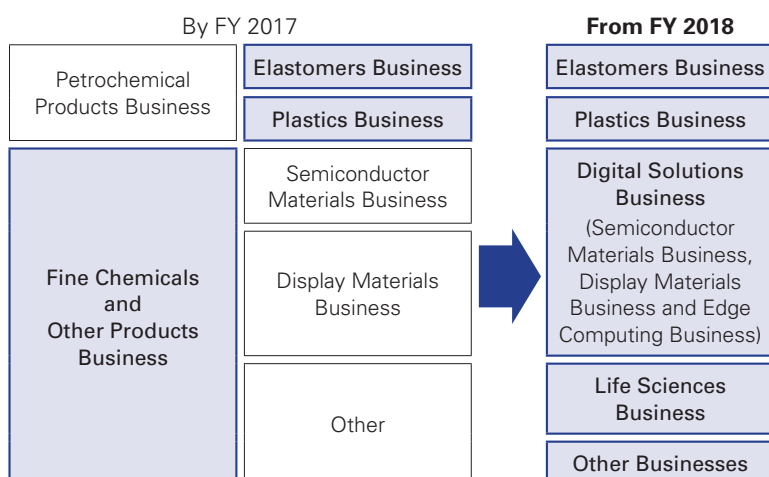 By FY 2017
Petrochemical
Products Business
Elastomers Business
Plastics Business
Fine Chemicals
and
Other Products
Business
Semiconductor
Materials Business
Display Materials
Business
Other
From FY 2018
Elastomers Business
Plastics Business
Digital Solutions
Business
(Semiconductor
Materials Business,
Display Materials
Business and Edge
Computing Business)
Life Sciences
Business
Other Businesses